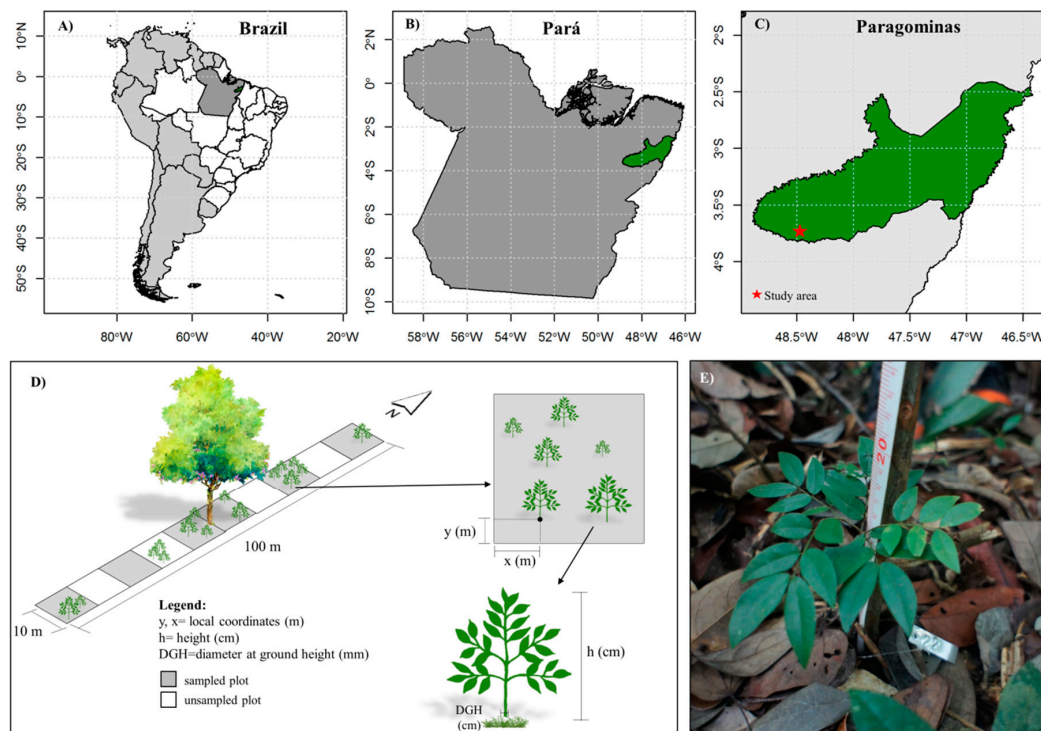 A) Brazil
10°N
0°
10°S
20°S
30°S
40°S
50°S
80°W 60°W 40°W 20°W
B) Pará
2°N
0°
2°S
4°S
6°S
8°S
10°S
58°W 56°W 54°W 52°W 50°W 48°W 46°W
C) Paragominas
2°S
2.5°S
3°S
3.5°S
4°S
Study area
48.5°W 48°W 47.5°W 47°W 46.5°W
D)
N
100 m
10 m
y (m)
x (m)
Legend:
y, x= local coordinates (m)
h= height (cm)
DGH=diameter at ground height (mm)
sampled plot
unsampled plot
h (cm)
DGH
(cm)
E)
20